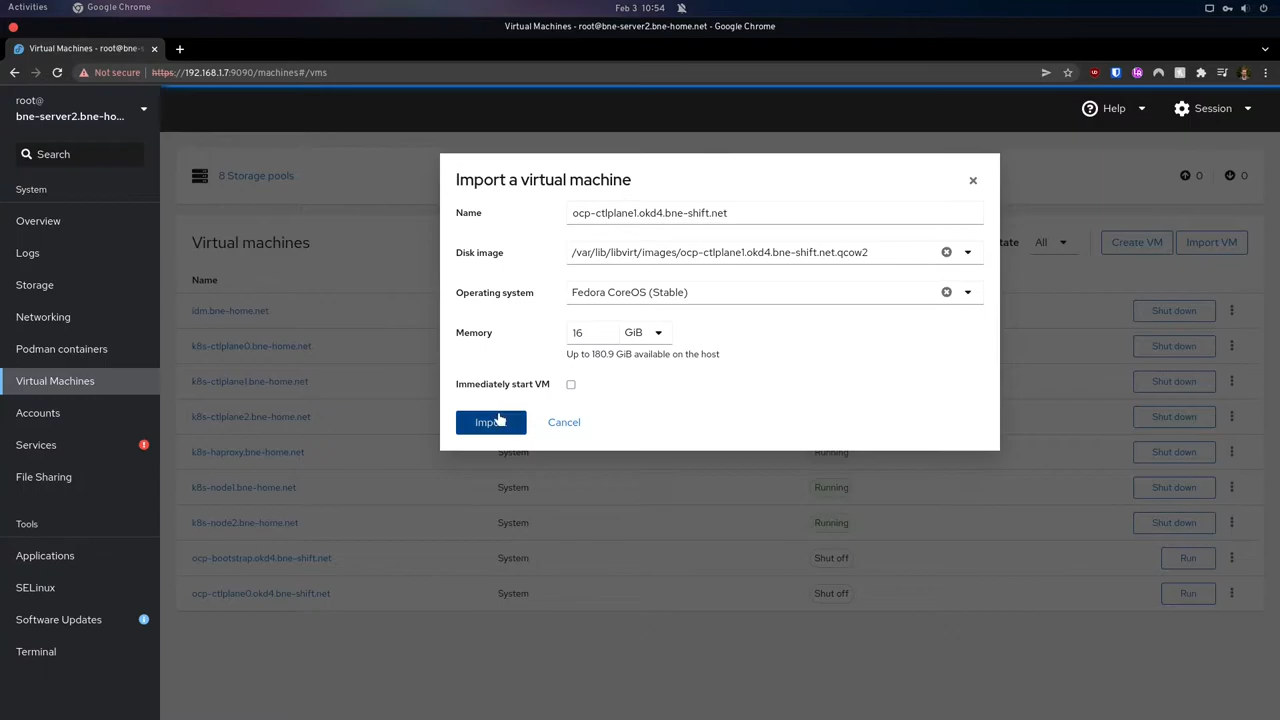 Activities
Google Chrome
Feb 3 10:54
Virtual Machines - root@bne-server2.bne-home.net - Google Chrome
Virtual Machines - root@bne-s
Not secure
https://192.168.1.7:9090/machines#/vms
root@
bne-server2.bne-ho...
Help
Session
Search
System
Overview
Logs
Storage
Networking
Podman containers
Virtual Machines
Accounts
Services
File Sharing
Tools
Applications
SELinux
Software Updates
Terminal
8 Storage pools
0
0
Virtual machines
tate
All
Create VM
Import VM
Name
idm.bne-home.net
Shut down
k8s-ctlplane0.bne-home.net
Shut down
k8s-ctlplane1.bne-home.net
Shut down
k8s-ctlplane2.bne-home.net
Shut down
k8s-haproxy.bne-home.net
System
Running
Shut down
k8s-node1.bne-home.net
System
Running
Shut down
k8s-node2.bne-home.net
System
Running
Shut down
ocp-bootstrap.okd4.bne-shift.net
System
Shut off
Run
ocp-ctlplane0.okd4.bne-shift.net
System
Shut off
Run
Import a virtual machine
Name
ocp-ctlplane1.okd4.bne-shift.net
Disk image
/var/lib/libvirt/images/ocp-ctlplane1.okd4.bne-shift.net.qcow2
Operating system
Fedora CoreOS (Stable)
Memory
16
GiB
Up to 180.9 GiB available on the host
Immediately start VM
Import
Cancel